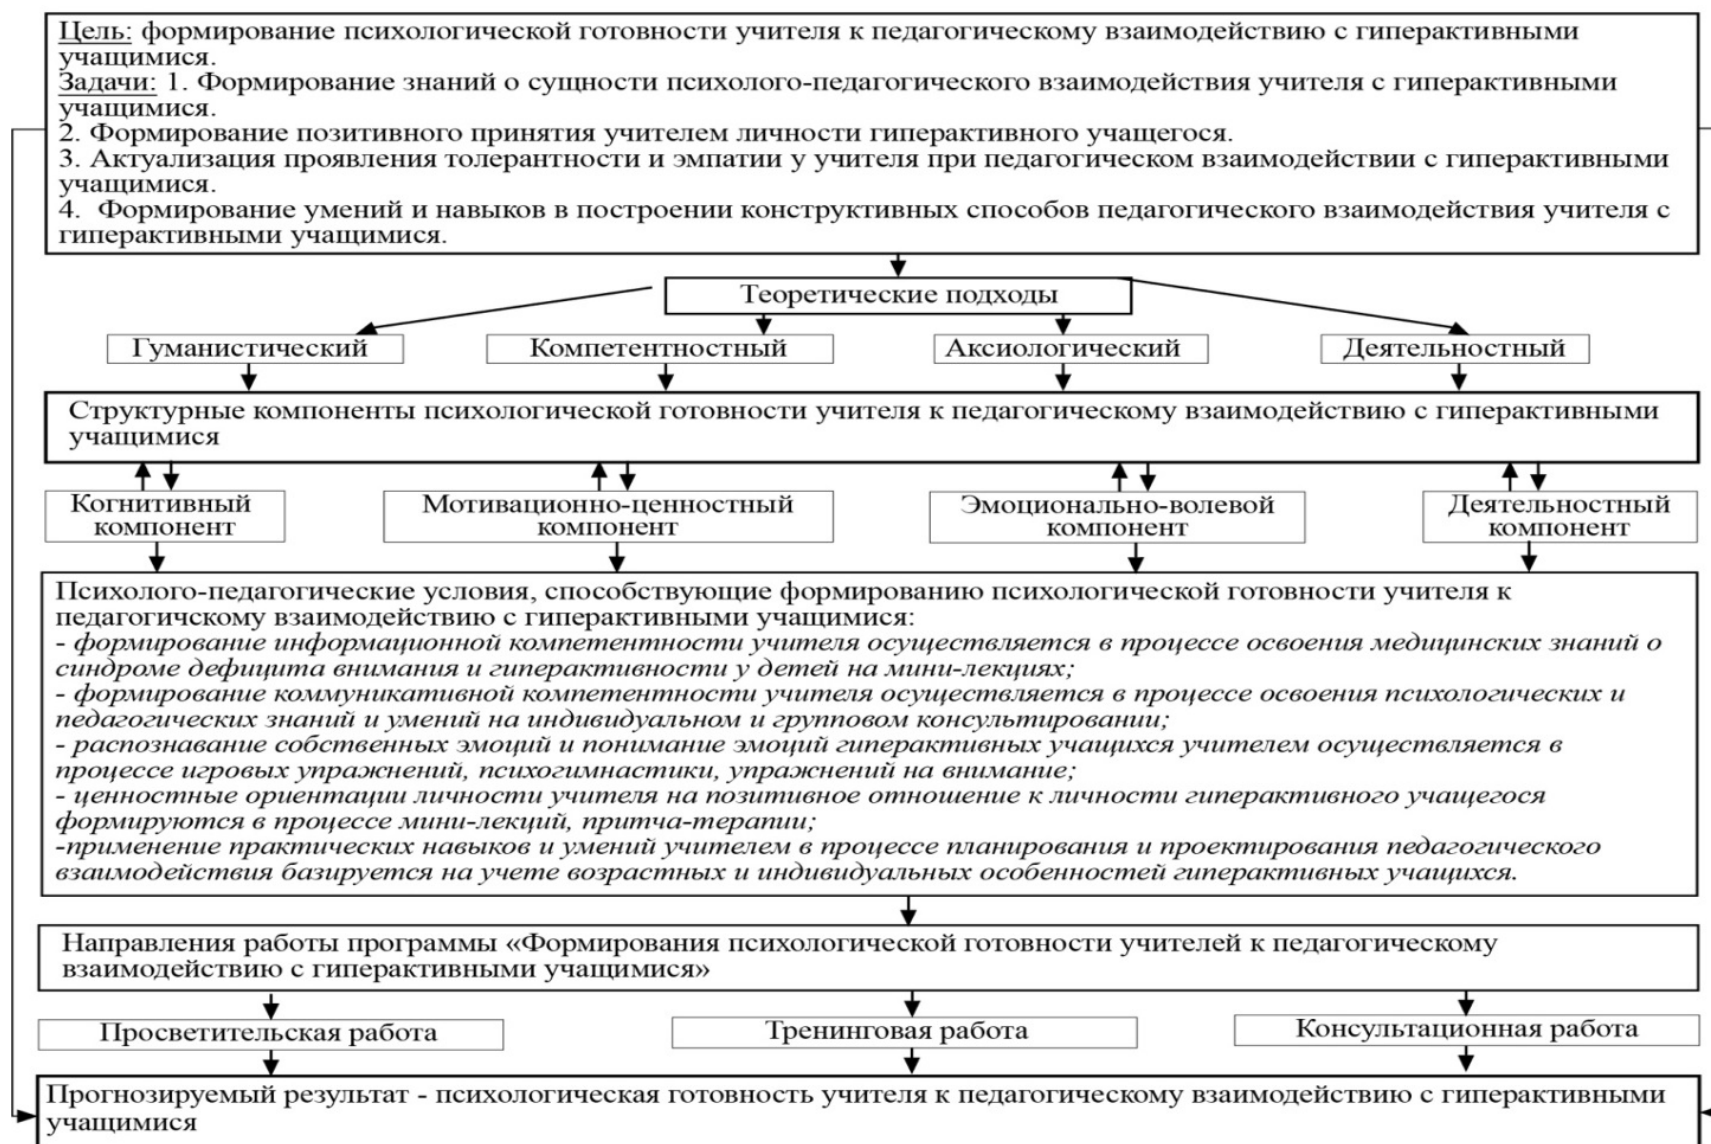 Цель: формирование психологической готовности учителя к педагогическому взаимодействию с гиперактивными
учащимися.
Задачи: 1. Формирование знаний о сущности психолого-педагогического взаимодействия учителя с гиперактивными
учащимися.
2. Формирование позитивного принятия учителем личности гиперактивного учащегося.
3. Актуализация проявления толерантности и эмпатии у учителя при педагогическом взаимодействии с гиперактивными
учащимися.
4. Формирование умений и навыков в построении конструктивных способов педагогического взаимодействия учителя с
гиперактивными учащимися.
Теоретические подходы
Гуманистический
Компетентностный
Аксиологический
Деятельностный
Структурные компоненты психологической готовности учителя к педагогическому взаимодействию с гиперактивными
учащимися
Когнитивный
компонент
Мотивационно-ценностный
компонент
Эмоционально-волевой
компонент
Деятельностный
компонент
Психолого-педагогические условия, способствующие формированию психологической готовности учителя к
педагогичскому взаимодействию с гиперактивными учащимися:
- формирование информационной компетентности учителя осуществляется в процессе освоения медицинских знаний о
синдроме дефицита внимания и гиперактивности у детей на мини-лекциях;
- формирование коммуникативной компетентности учителя осуществляется в процессе освоения психологических и
педагогических знаний и умений на индивидуальном и групповом консультировании;
- распознавание собственных эмоций и понимание эмоций гиперактивных учащихся учителем осуществляется в
процессе игровых упражнений, психогимнастики, упражнений на внимание;
- ценностные ориентации личности учителя на позитивное отношение к личности гиперактивного учащегося
формируются в процессе мини-лекций, притча-терапии;
-применение практических навыков и умений учителем в процессе планирования и проектирования педагогического
взаимодействия базируется на учете возрастных и индивидуальных особенностей гиперактивных учащихся.
Направления работы программы «Формирования психологической готовности учителей к педагогическому
взаимодействию с гиперактивными учащимися»
Просветительская работа
Тренинговая работа
Консультационная работа
Прогнозируемый результат - психологическая готовность учителя к педагогическому взаимодействию с гиперактивными
учащимися